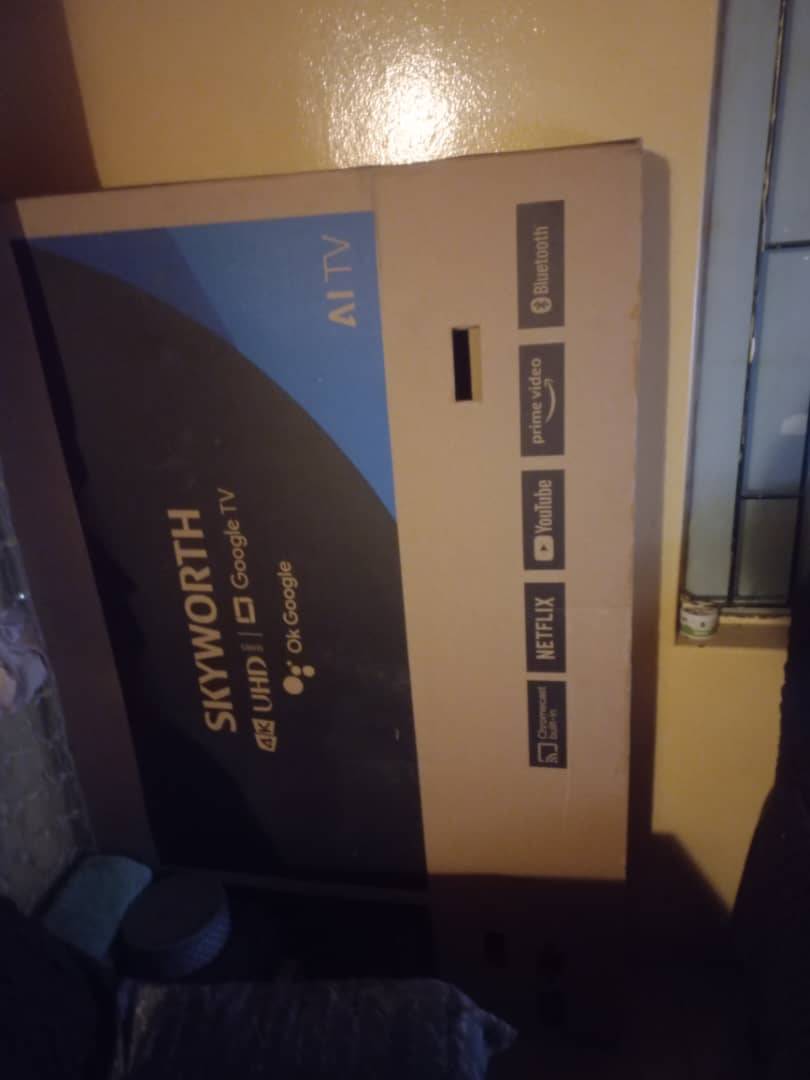 AI TV
SKYWORTH
4K UHD | Google TV
Ok Google
Chromecast built-in
NETFLIX
YouTube
prime video
Bluetooth